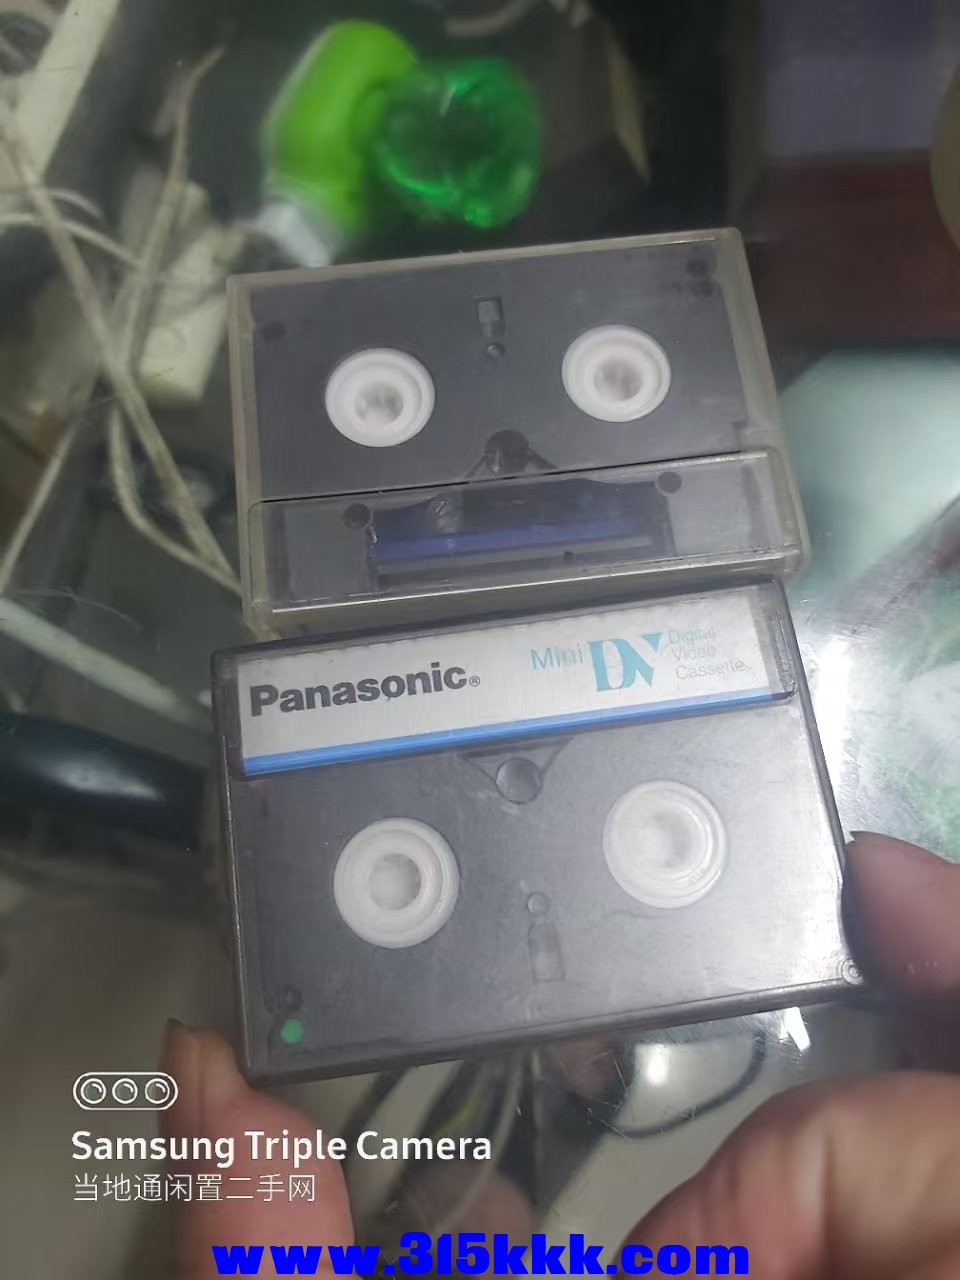 Panasonic®
Mini DV Digital
Video
Cassette
Samsung Triple Camera
当地通闲置二手网
www.315kkk.com